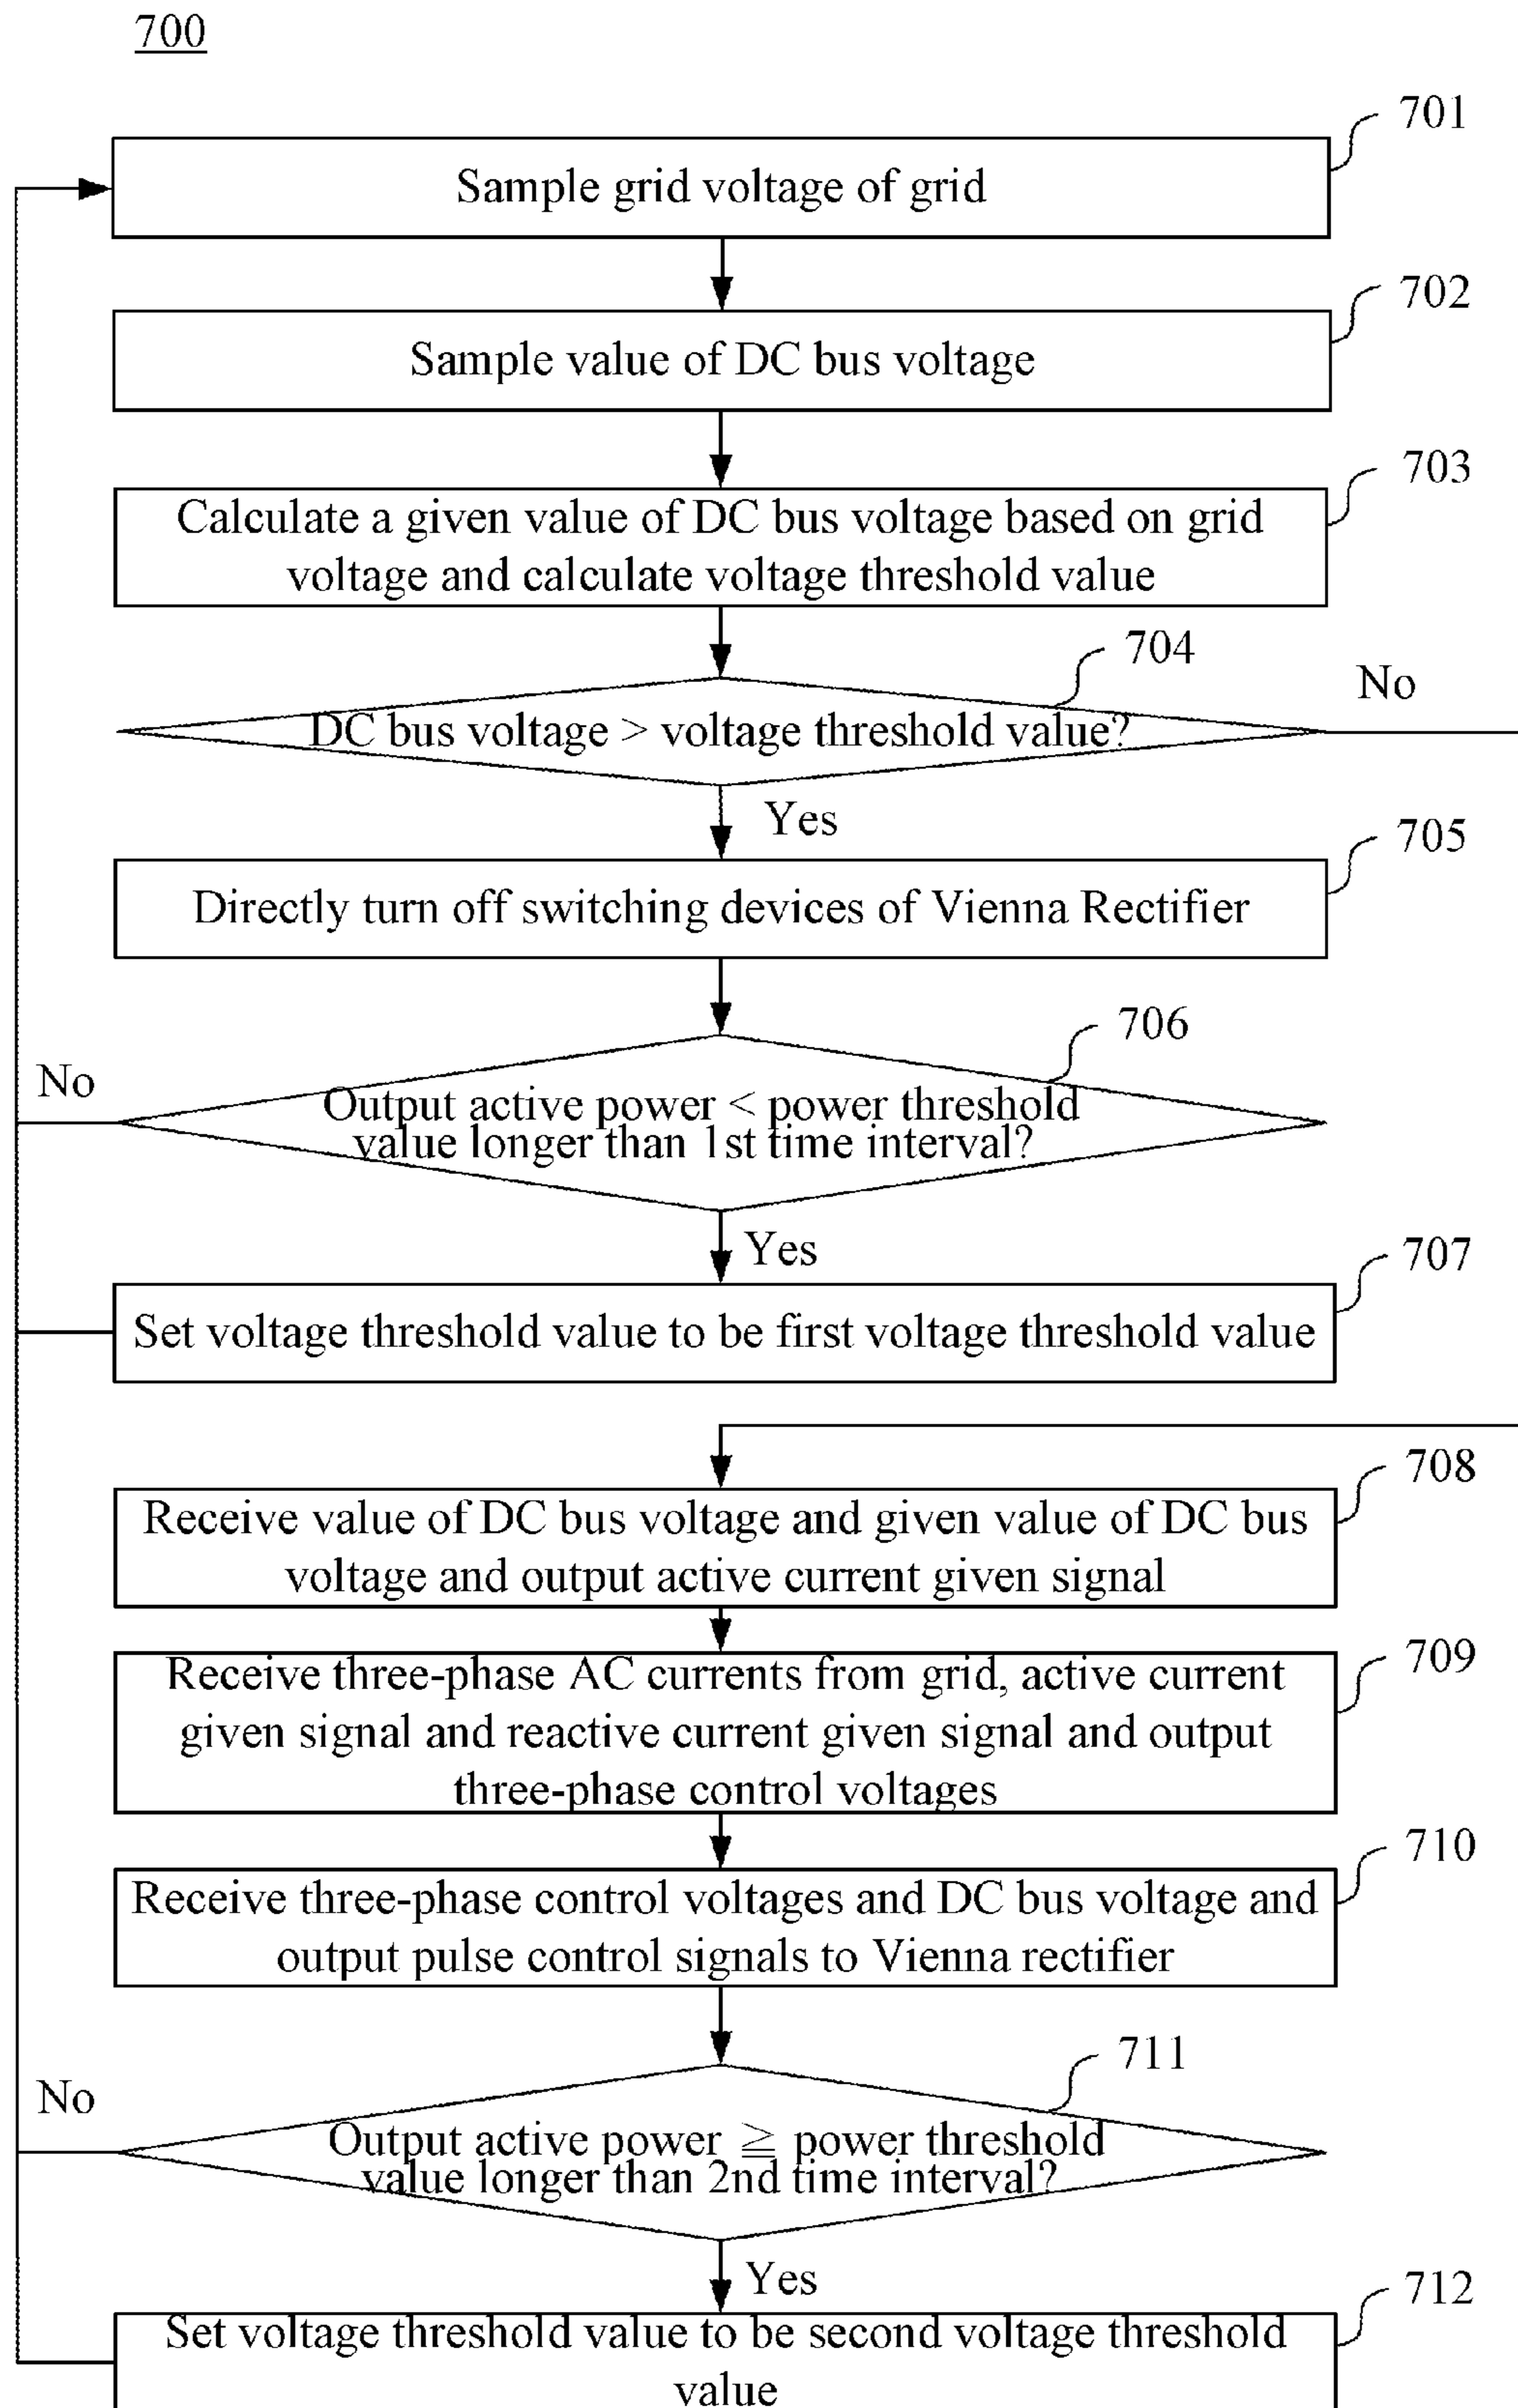 700
701
Sample grid voltage of grid
702
Sample value of DC bus voltage
703
Calculate a given value of DC bus voltage based on grid
voltage and calculate voltage threshold value
704
No
DC bus voltage > voltage threshold value?
Yes
705
Directly turn off switching devices of Vienna Rectifier
706
No
Output active power < power threshold
value longer than 1st time interval?
Yes
707
Set voltage threshold value to be first voltage threshold value
708
Receive value of DC bus voltage and given value of DC bus
voltage and output active current given signal
709
Receive three-phase AC currents from grid, active current
given signal and reactive current given signal and output
three-phase control voltages
710
Receive three-phase control voltages and DC bus voltage and
output pulse control signals to Vienna rectifier
711
No
Output active power ≧ power threshold
value longer than 2nd time interval?
Yes
712
Set voltage threshold value to be second voltage threshold
value